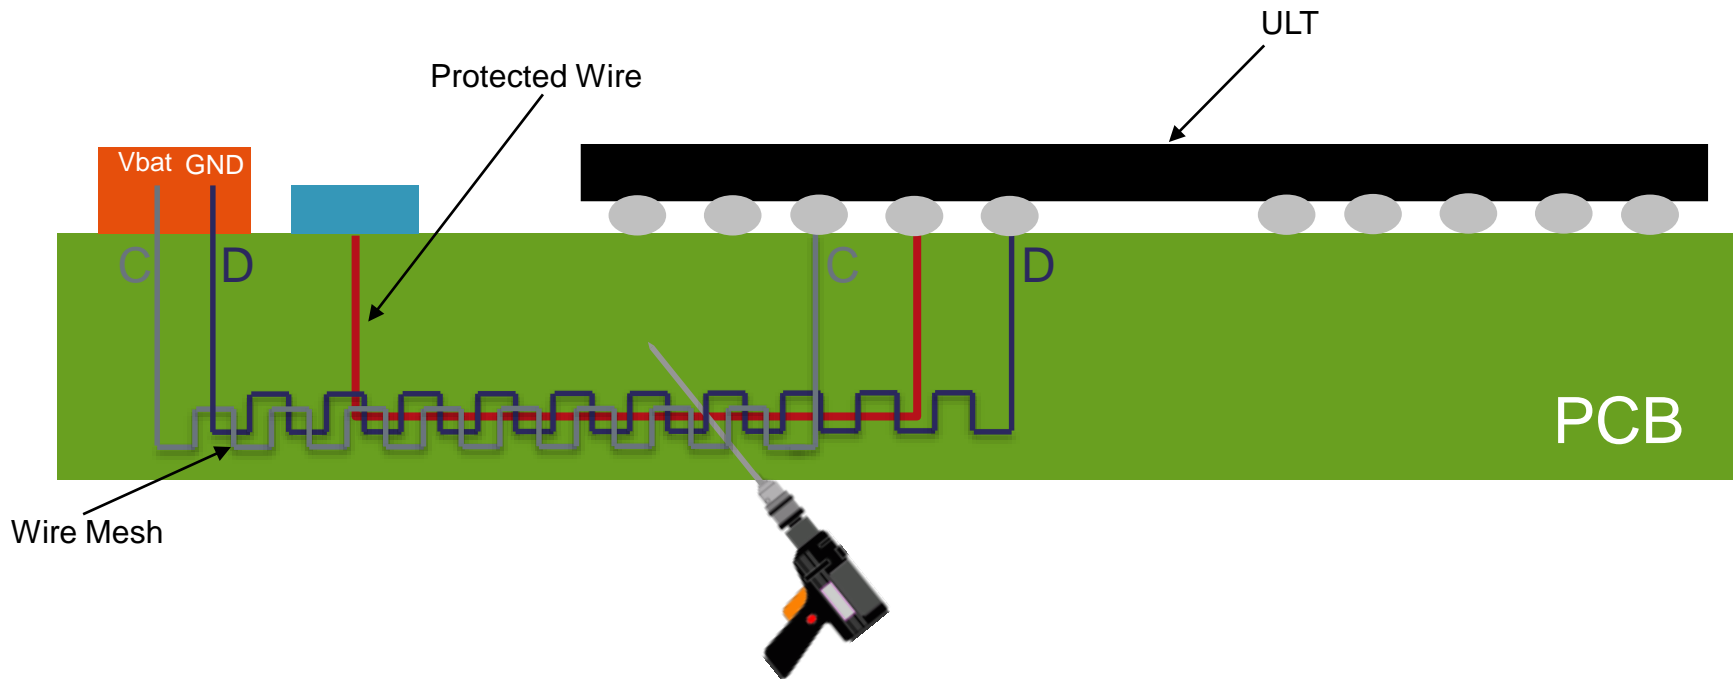 ULT
Protected Wire
Vbat GND
C D C D
PCB
Wire Mesh